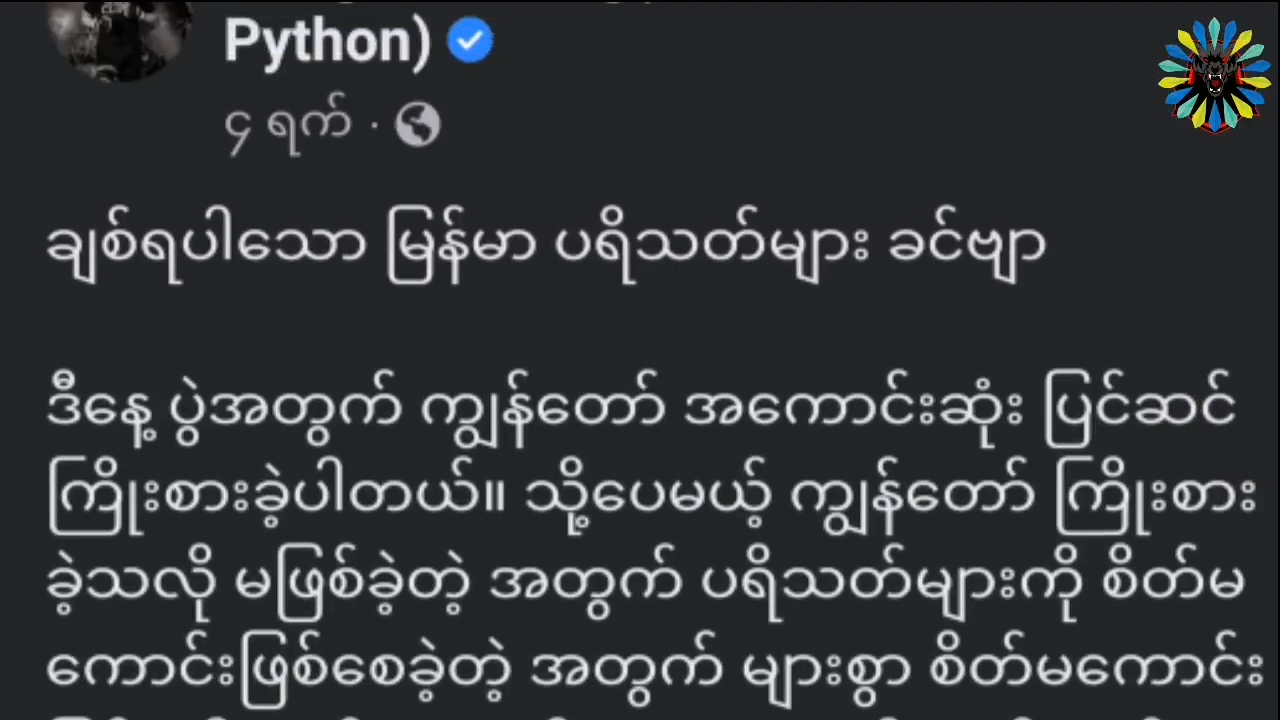 Python)
၄ ရက် ·
ချစ်ရပါသော မြန်မာ ပရိသတ်များ ခင်ဗျာ
ဒီနေ့ ပွဲအတွက် ကျွန်တော် အကောင်းဆုံး ပြင်ဆင်
ကြိုးစားခဲ့ပါတယ်။ သို့ပေမယ့် ကျွန်တော် ကြိုးစား
ခဲ့သလို မဖြစ်ခဲ့တဲ့ အတွက် ပရိသတ်များကို စိတ်မ
ကောင်းဖြစ်စေခဲ့တဲ့ အတွက် များစွာ စိတ်မကောင်း